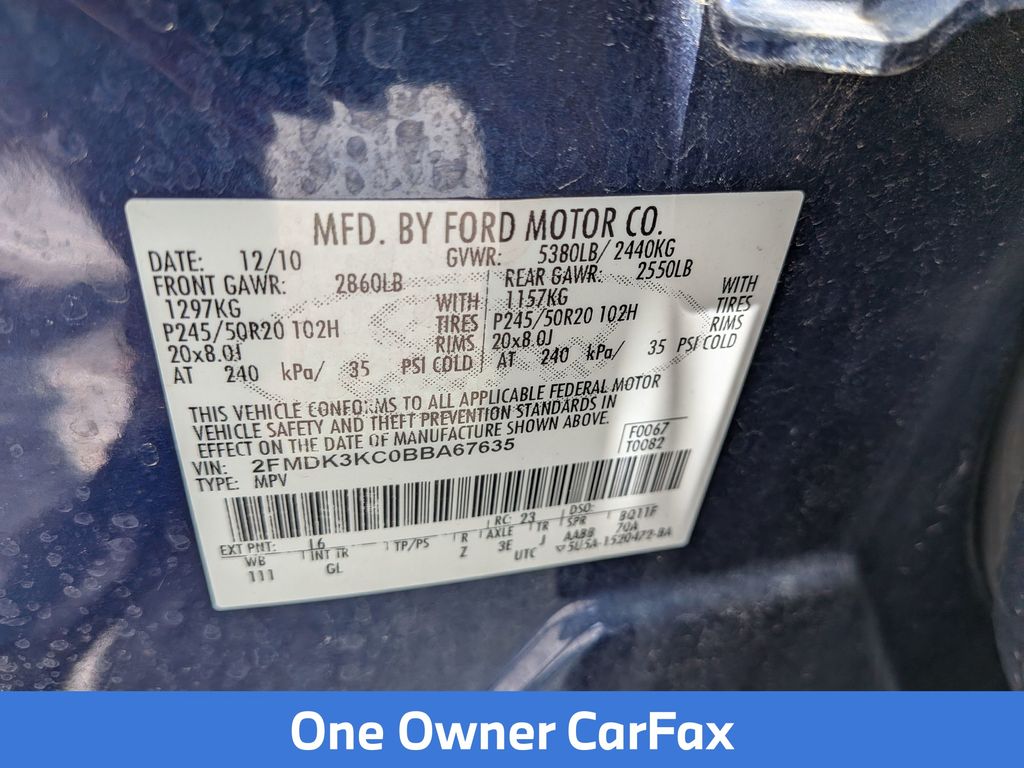 MFD. BY FORD MOTOR CO.
DATE: 12/10 GVWR: 5380LB/ 2440KG
FRONT GAWR: 2860LB REAR GAWR: 2550LB
1297KG WITH 1157KG WITH
P245/50R20 102H TIRES P245/50R20 102H TIRES
20x8.0J RIMS 20x8.0J RIMS
AT 240 kPa/ 35 PSI COLD AT 240 kPa/ 35 PSI COLD
THIS VEHICLE CONFORMS TO ALL APPLICABLE FEDERAL MOTOR
VEHICLE SAFETY AND THEFT PREVENTION STANDARDS IN
EFFECT ON THE DATE OF MANUFACTURE SHOWN ABOVE.
VIN: 2FMDK3KC0BBA67635 F0067
TYPE: MPV T0082
EXT PNT: L6 RC: 23 DSO:
WB INT TR TP/PS R AXLE TR SPR BQ11F
111 GL Z 3E J AABB 70A
UTC 5U5A-1520472-BA
One Owner CarFax